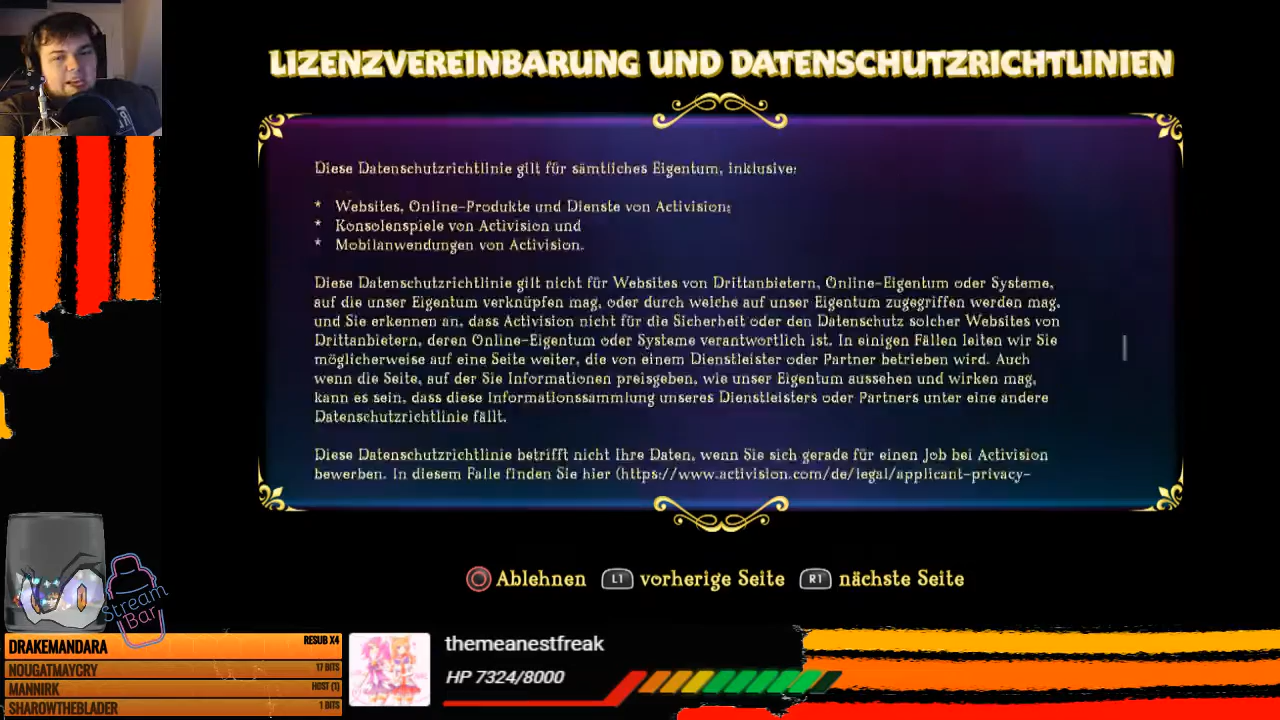 LIZENZVEREINBARUNG UND DATENSCHUTZRICHTLINIEN
Diese Datenschutzrichtlinie gilt für sämtliches Eigentum, inklusive:
* Websites, Online-Produkte und Dienste von Activision;
* Konsolenspiele von Activision und
* Mobilanwendungen von Activision.
Diese Datenschutzrichtlinie gilt nicht für Websites von Drittanbietern, Online-Eigentum oder Systeme,
auf die unser Eigentum verknüpfen mag, oder durch welche auf unser Eigentum zugegriffen werden mag,
und Sie erkennen an, dass Activision nicht für die Sicherheit oder den Datenschutz solcher Websites von
Drittanbietern, deren Online-Eigentum oder Systeme verantwortlich ist. In einigen Fällen leiten wir Sie
möglicherweise auf eine Seite weiter, die von einem Dienstleister oder Partner betrieben wird. Auch
wenn die Seite, auf der Sie Informationen preisgeben, wie unser Eigentum aussehen und wirken mag,
kann es sein, dass diese Informationssammlung unseres Dienstleisters oder Partners unter eine andere
Datenschutzrichtlinie fällt.
Diese Datenschutzrichtlinie betrifft nicht Ihre Daten, wenn Sie sich gerade für einen Job bei Activision
bewerben. In diesem Falle finden Sie hier (https://www.activision.com/de/legal/applicant-privacy-
Ablehnen L1 vorherige Seite R1 nächste Seite
Stream
Bar
DRAKEMANDARA RESUB X4
NOUGATMAYCRY 17 BITS
MANNIRK HOST (1)
SHAROWTHEBLADER 1 BITS
themeanestfreak
HP 7324/8000